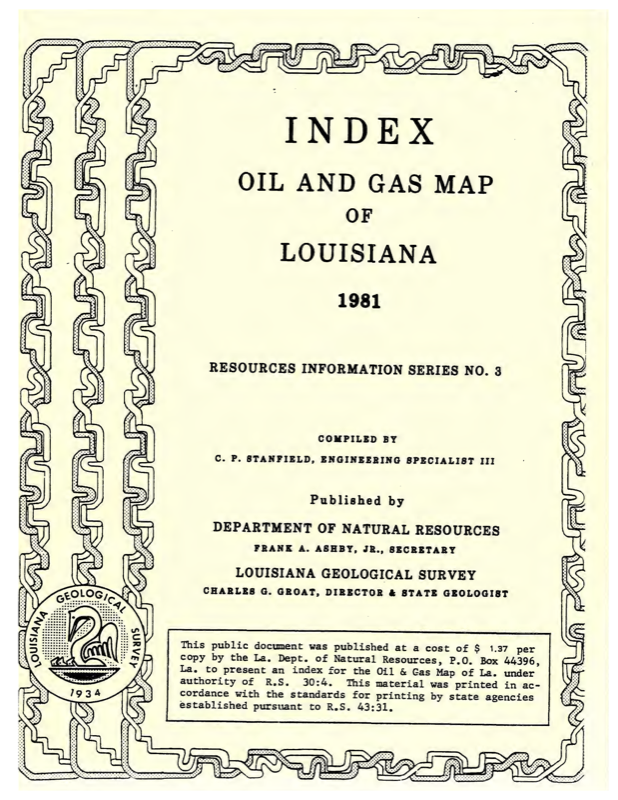 INDEX
OIL AND GAS MAP
OF
LOUISIANA
1981
RESOURCES INFORMATION SERIES NO. 3
COMPILED BY
C. P. STANFIELD, ENGINEERING SPECIALIST III
Published by
DEPARTMENT OF NATURAL RESOURCES
FRANK A. ASHBY, JR., SECRETARY
LOUISIANA GEOLOGICAL SURVEY
CHARLES G. GROAT, DIRECTOR & STATE GEOLOGIST
LOUISIANA GEOLOGICAL SURVEY
1934
This public document was published at a cost of $ 1.37 per
copy by the La. Dept. of Natural Resources, P.O. Box 44396,
La. to present an index for the Oil & Gas Map of La. under
authority of R.S. 30:4. This material was printed in ac-
cordance with the standards for printing by state agencies
established pursuant to R.S. 43:31.